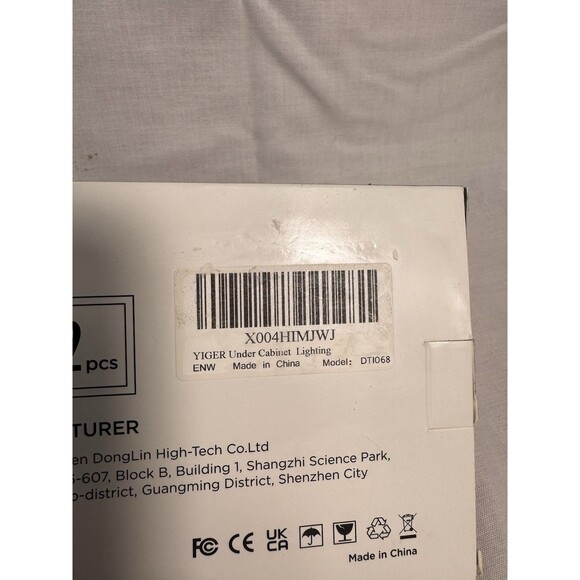 X004HIMJWJ
YIGER Under Cabinet Lighting
ENW Made in China Model: DTI068
2 pcs
TURER
en DongLin High-Tech Co.Ltd
-607, Block B, Building 1, Shangzhi Science Park,
o-district, Guangming District, Shenzhen City
FC CE UK CA
Made in China